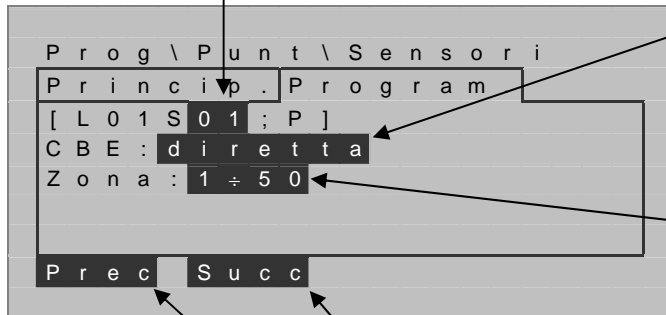 Prog\Punt\Sensori
Princip. Program
[L01S01;P]
CBE:diretta
Zona:1÷50
Prec Succ